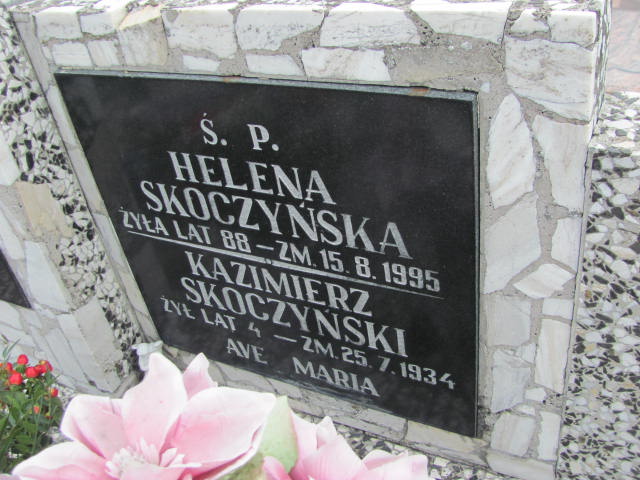 Ś. P.
HELENA
SKOCZYŃSKA
ŻYŁA LAT 88 – ZM. 15. 8. 1995
KAZIMIERZ
SKOCZYŃSKI
ŻYŁ LAT 4 – ZM. 25. 7. 1934
AVE MARIA